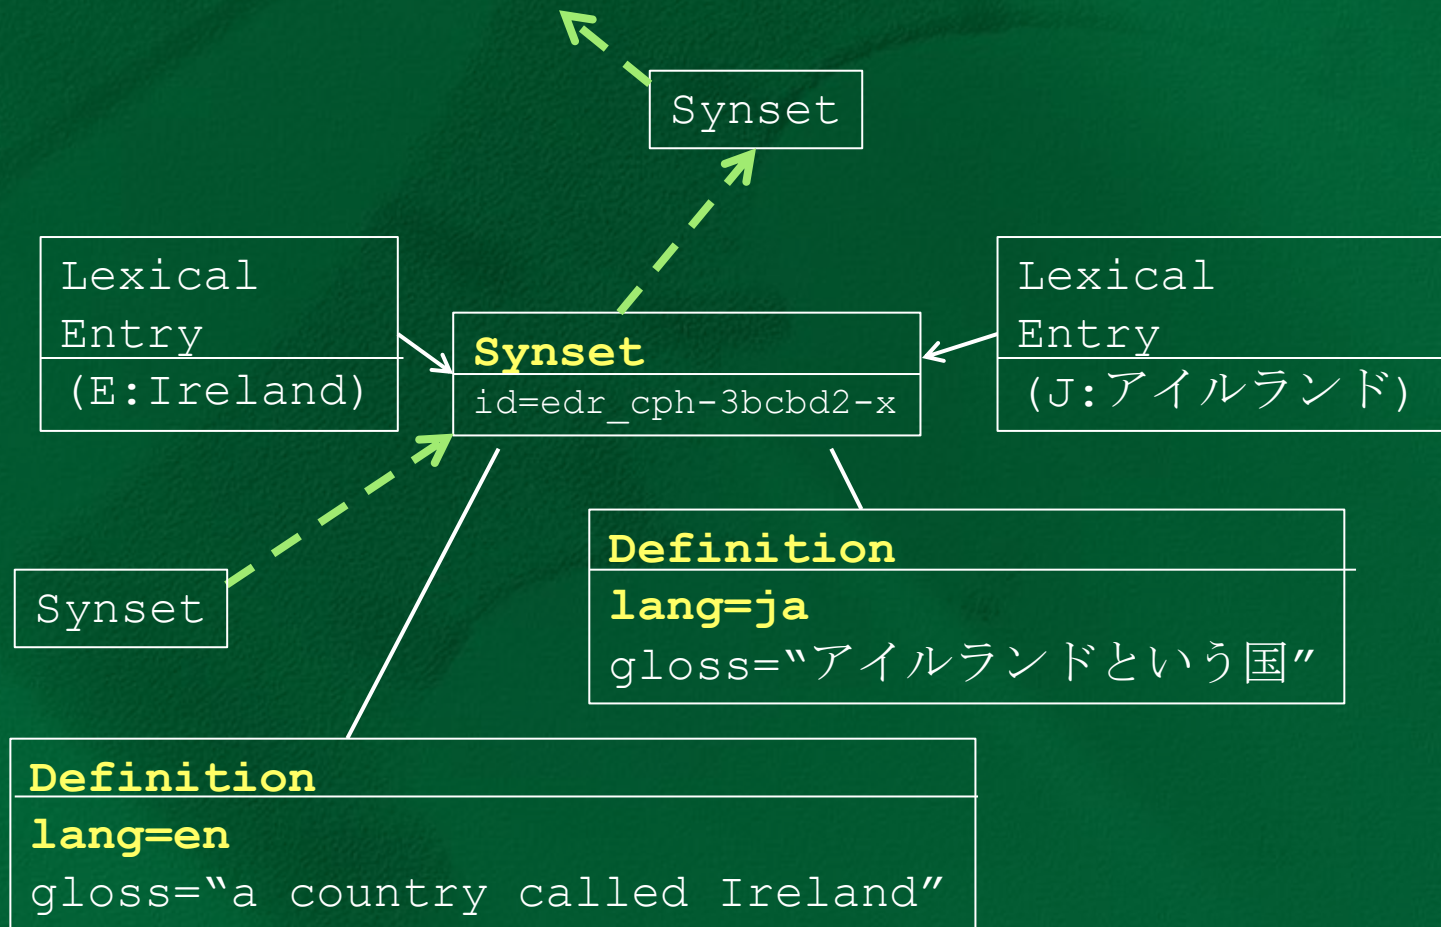 Synset
Lexical
Entry
(E:Ireland)
Synset
id=edr_cph-3bcbd2-x
Lexical
Entry
(J:アイルランド)
Synset
Definition
lang=ja
gloss=“アイルランドという国”
Definition
lang=en
gloss=“a country called Ireland”